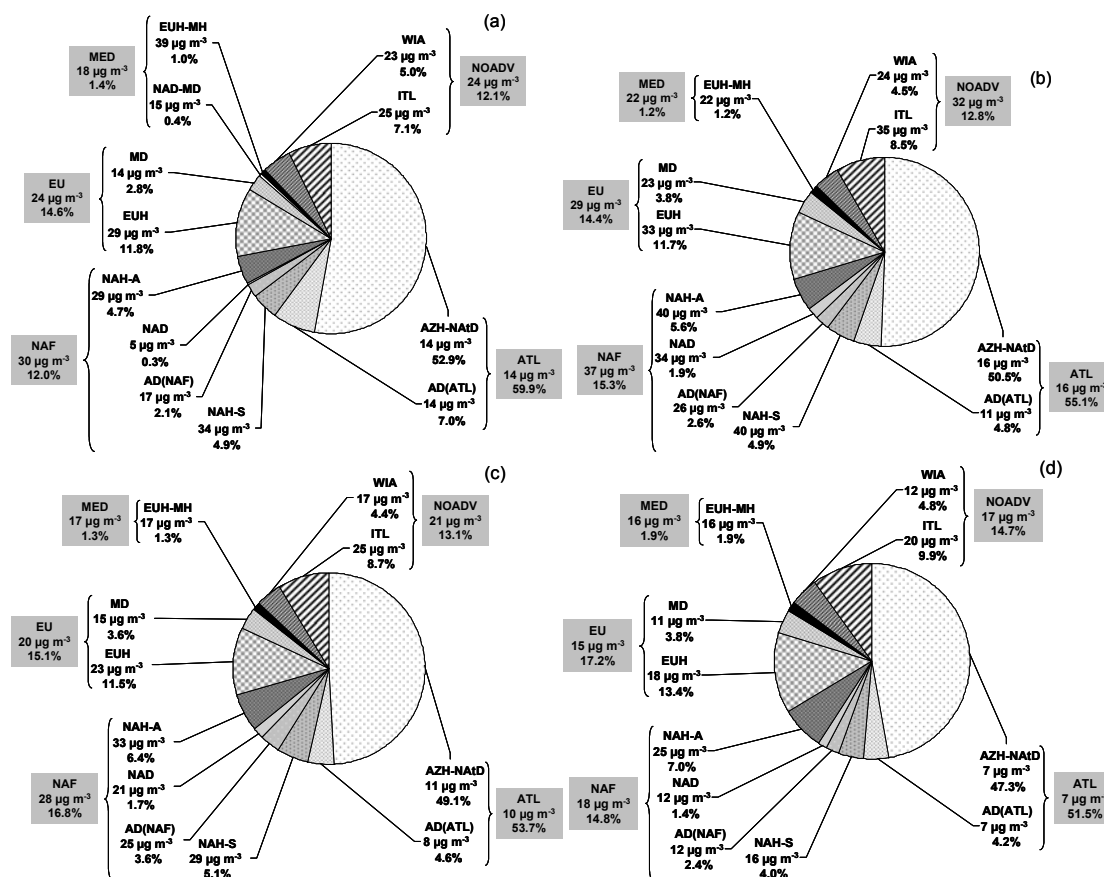 (a)
EUH-MH
39 µg m-3
1.0%
MED
18 µg m-3
1.4%
NAD-MD
15 µg m-3
0.4%
WIA
23 µg m-3
5.0%
NOADV
24 µg m-3
12.1%
ITL
25 µg m-3
7.1%
MD
14 µg m-3
2.8%
EU
24 µg m-3
14.6%
EUH
29 µg m-3
11.8%
NAH-A
29 µg m-3
4.7%
NAD
5 µg m-3
0.3%
NAF
30 µg m-3
12.0%
AD(NAF)
17 µg m-3
2.1%
NAH-S
34 µg m-3
4.9%
AZH-NAtD
14 µg m-3
52.9%
ATL
14 µg m-3
59.9%
AD(ATL)
14 µg m-3
7.0%
(b)
MED
22 µg m-3
1.2%
EUH-MH
22 µg m-3
1.2%
WIA
24 µg m-3
4.5%
NOADV
32 µg m-3
12.8%
ITL
35 µg m-3
8.5%
MD
23 µg m-3
3.8%
EU
29 µg m-3
14.4%
EUH
33 µg m-3
11.7%
NAH-A
40 µg m-3
5.6%
NAD
34 µg m-3
1.9%
NAF
37 µg m-3
15.3%
AD(NAF)
26 µg m-3
2.6%
NAH-S
40 µg m-3
4.9%
AZH-NAtD
16 µg m-3
50.5%
ATL
16 µg m-3
55.1%
AD(ATL)
11 µg m-3
4.8%
(c)
MED
17 µg m-3
1.3%
EUH-MH
17 µg m-3
1.3%
WIA
17 µg m-3
4.4%
NOADV
21 µg m-3
13.1%
ITL
25 µg m-3
8.7%
MD
15 µg m-3
3.6%
EU
20 µg m-3
15.1%
EUH
23 µg m-3
11.5%
NAH-A
33 µg m-3
6.4%
NAD
21 µg m-3
1.7%
NAF
28 µg m-3
16.8%
AD(NAF)
25 µg m-3
3.6%
NAH-S
29 µg m-3
5.1%
AZH-NAtD
11 µg m-3
49.1%
ATL
10 µg m-3
53.7%
AD(ATL)
8 µg m-3
4.6%
(d)
MED
16 µg m-3
1.9%
EUH-MH
16 µg m-3
1.9%
WIA
12 µg m-3
4.8%
NOADV
17 µg m-3
14.7%
ITL
20 µg m-3
9.9%
MD
11 µg m-3
3.8%
EU
15 µg m-3
17.2%
EUH
18 µg m-3
13.4%
NAH-A
25 µg m-3
7.0%
NAD
12 µg m-3
1.4%
NAF
18 µg m-3
14.8%
AD(NAF)
12 µg m-3
2.4%
NAH-S
16 µg m-3
4.0%
AZH-NAtD
7 µg m-3
47.3%
ATL
7 µg m-3
51.5%
AD(ATL)
7 µg m-3
4.2%